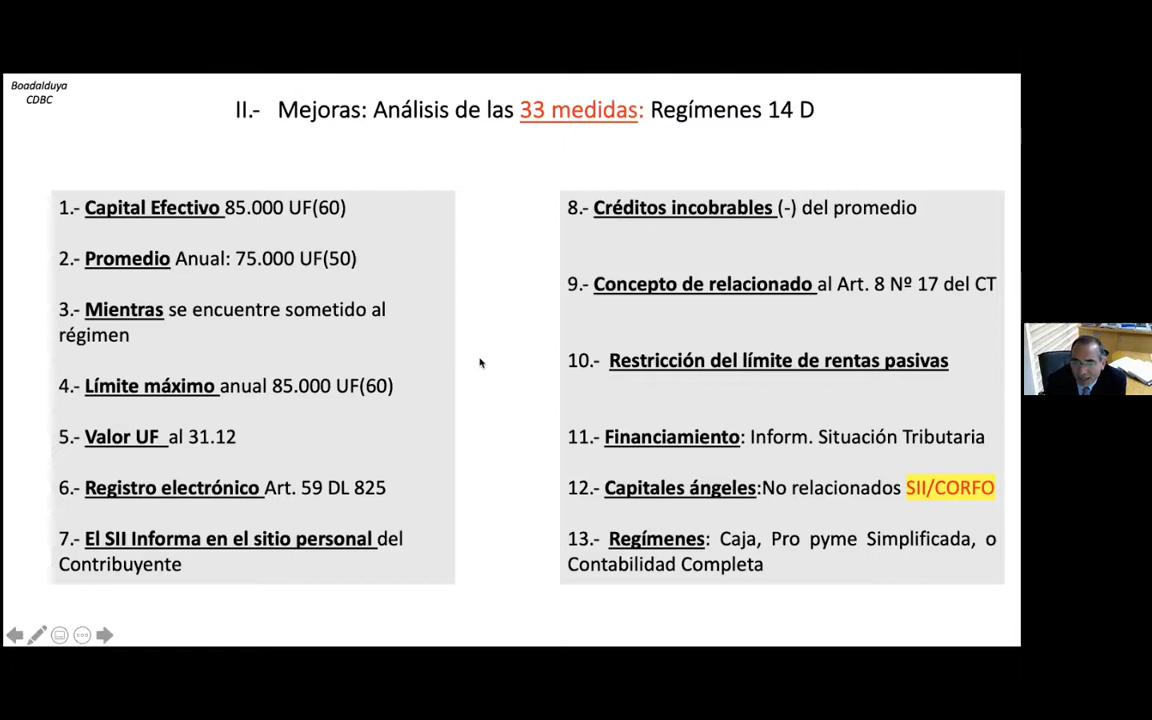 Boadalduya
CDBC
II.- Mejoras: Análisis de las 33 medidas: Regímenes 14 D
1.- Capital Efectivo 85.000 UF(60)
2.- Promedio Anual: 75.000 UF(50)
3.- Mientras se encuentre sometido al
régimen
4.- Límite máximo anual 85.000 UF(60)
5.- Valor UF al 31.12
6.- Registro electrónico Art. 59 DL 825
7.- El SII Informa en el sitio personal del
Contribuyente
8.- Créditos incobrables (-) del promedio
9.- Concepto de relacionado al Art. 8 Nº 17 del CT
10.- Restricción del límite de rentas pasivas
11.- Financiamiento: Inform. Situación Tributaria
12.- Capitales ángeles:No relacionados SII/CORFO
13.- Regímenes: Caja, Pro pyme Simplificada, o
Contabilidad Completa